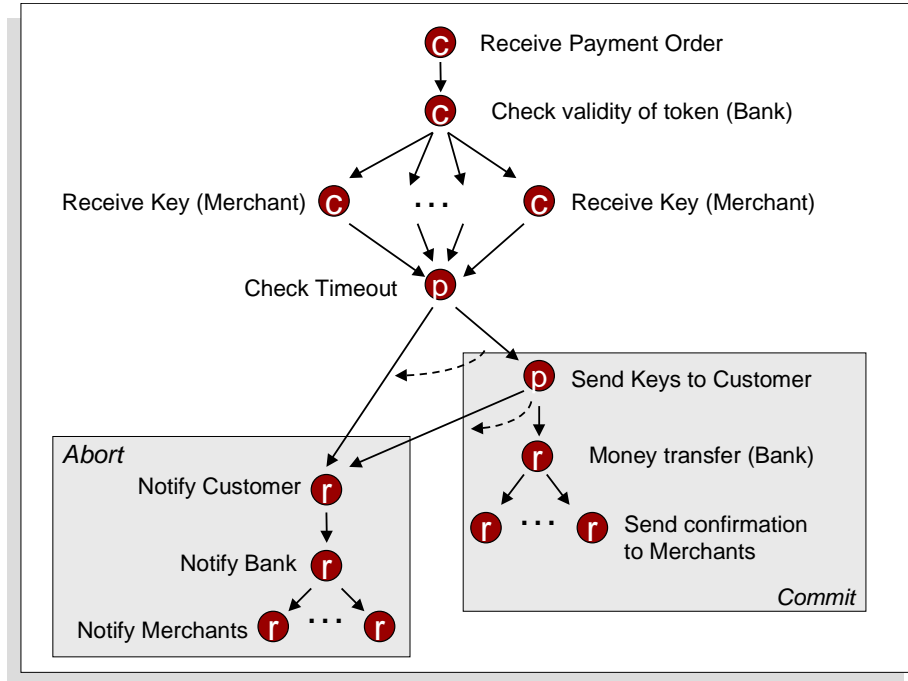 c Receive Payment Order
c Check validity of token (Bank)
Receive Key (Merchant) c ... c Receive Key (Merchant)
Check Timeout p
p Send Keys to Customer
Abort
r Money transfer (Bank)
Notify Customer r
r ... r Send confirmation
to Merchants
Notify Bank r
Commit
Notify Merchants r ... r